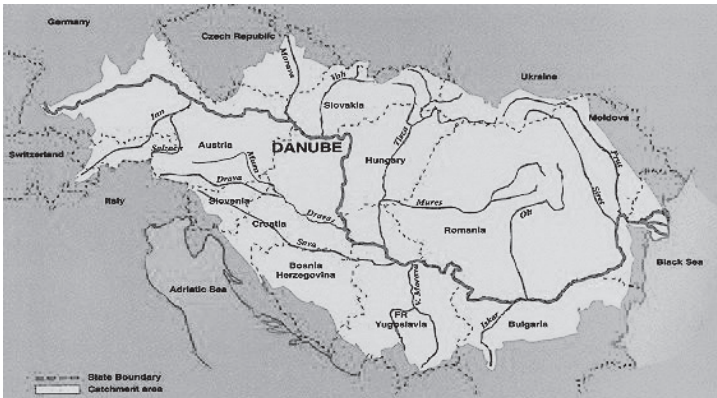 Germany
Czech Republic
Ukraine
Morava
Vah
Slovakia
Moldova
Inn
Tisza
Prut
Switzerland
Salzach
Austria
DANUBE
Hungary
Mura
Siret
Drava
Italy
Slovenia
Mures
Drava
Olt
Croatia
Romania
Sava
Black Sea
Bosnia
Herzegovina
Adriatic Sea
V. Morava
FR
Yugoslavia
Iskar
Bulgaria
State Boundary
Catchment area